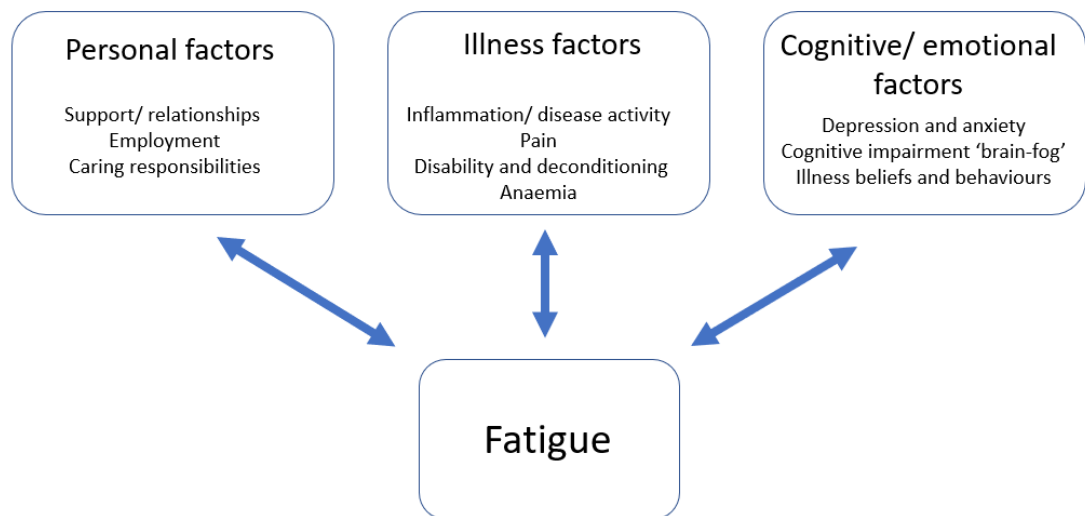 Personal factors
Support/ relationships
Employment
Caring responsibilities
Illness factors
Inflammation/ disease activity
Pain
Disability and deconditioning
Anaemia
Cognitive/ emotional
factors
Depression and anxiety
Cognitive impairment ‘brain-fog’
Illness beliefs and behaviours
Fatigue